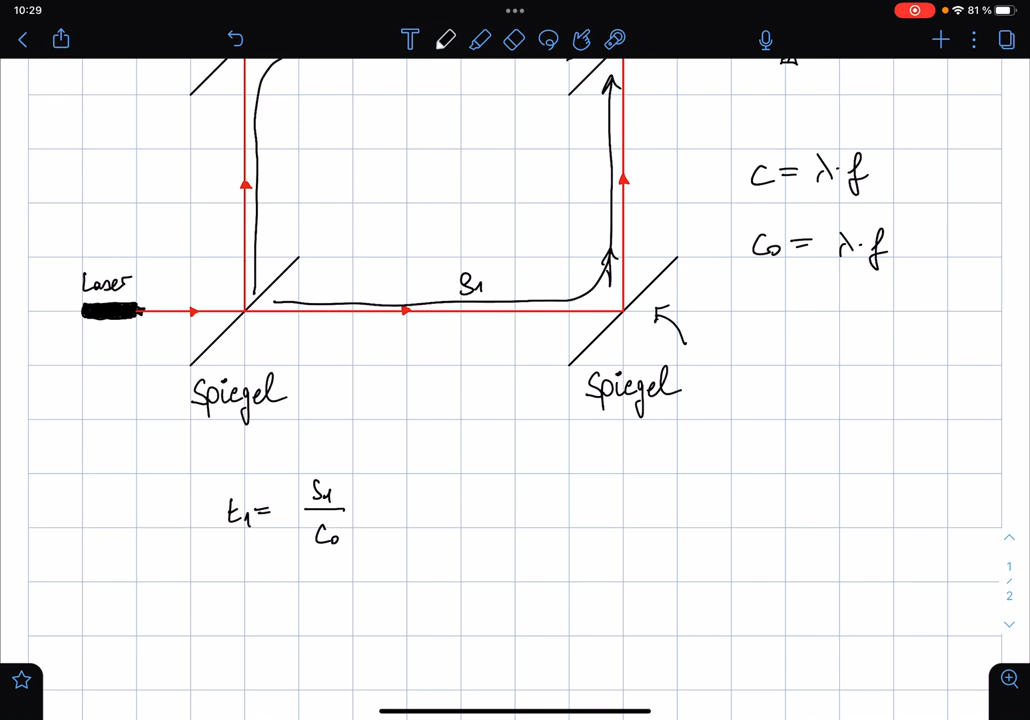 10:29
81 %
T
C = λ·f
C₀ = λ·f
Laser
S₁
Spiegel
Spiegel
t₁ = S₁ / C₀
1
/
2